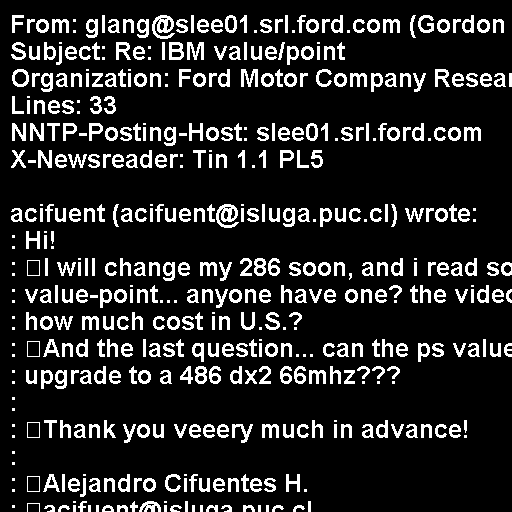 From: glang@slee01.srl.ford.com (Gordon
Subject: Re: IBM value/point
Organization: Ford Motor Company Resear
Lines: 33
NNTP-Posting-Host: slee01.srl.ford.com
X-Newsreader: Tin 1.1 PL5

acifuent (acifuent@isluga.puc.cl) wrote:
: Hi!
: I will change my 286 soon, and i read so
: value-point... anyone have one? the video
: how much cost in U.S.?
: And the last question... can the ps value
: upgrade to a 486 dx2 66mhz???
:
: Thank you veeery much in advance!
:
: Alejandro Cifuentes H.
: acifuent@isluga.puc.cl